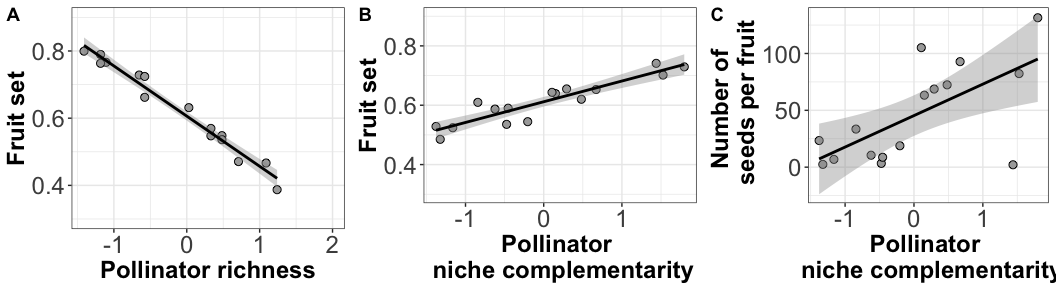 A
Fruit set
0.8
0.6
0.4
-1
0
1
2
Pollinator richness
B
Fruit set
0.8
0.6
0.4
-1
0
1
Pollinator
niche complementarity
C
Number of
seeds per fruit
100
50
0
-1
0
1
Pollinator
niche complementarity